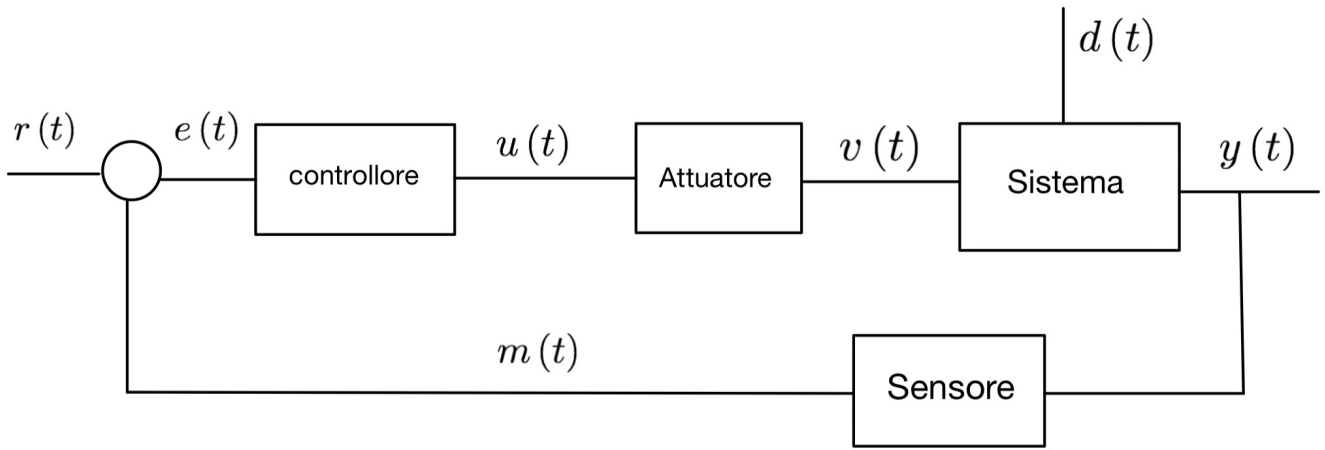 d (t)
r (t)
e (t)
controllore
u (t)
Attuatore
v (t)
Sistema
y (t)
m (t)
Sensore